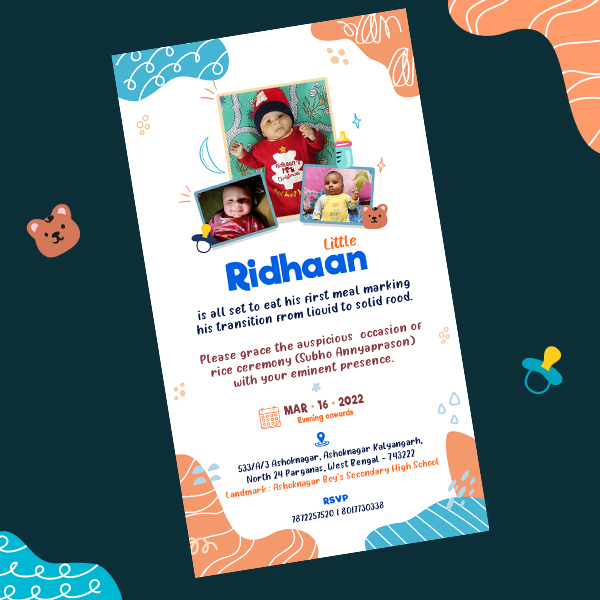 Ridhaan's
1st
Christmas
Little
Ridhaan
is all set to eat his first meal marking
his transition from liquid to solid food.
Please grace the auspicious occasion of
rice ceremony (Subho Annyaprason)
with your eminent presence.
MAR • 16 • 2022
Evening onwards
533/A/3 Ashoknagar, Ashoknagar Kalyangarh,
North 24 Parganas, West Bengal - 743222
Landmark : Ashoknagar Boy's Secondary High School
RSVP
7872257520 | 8017730338